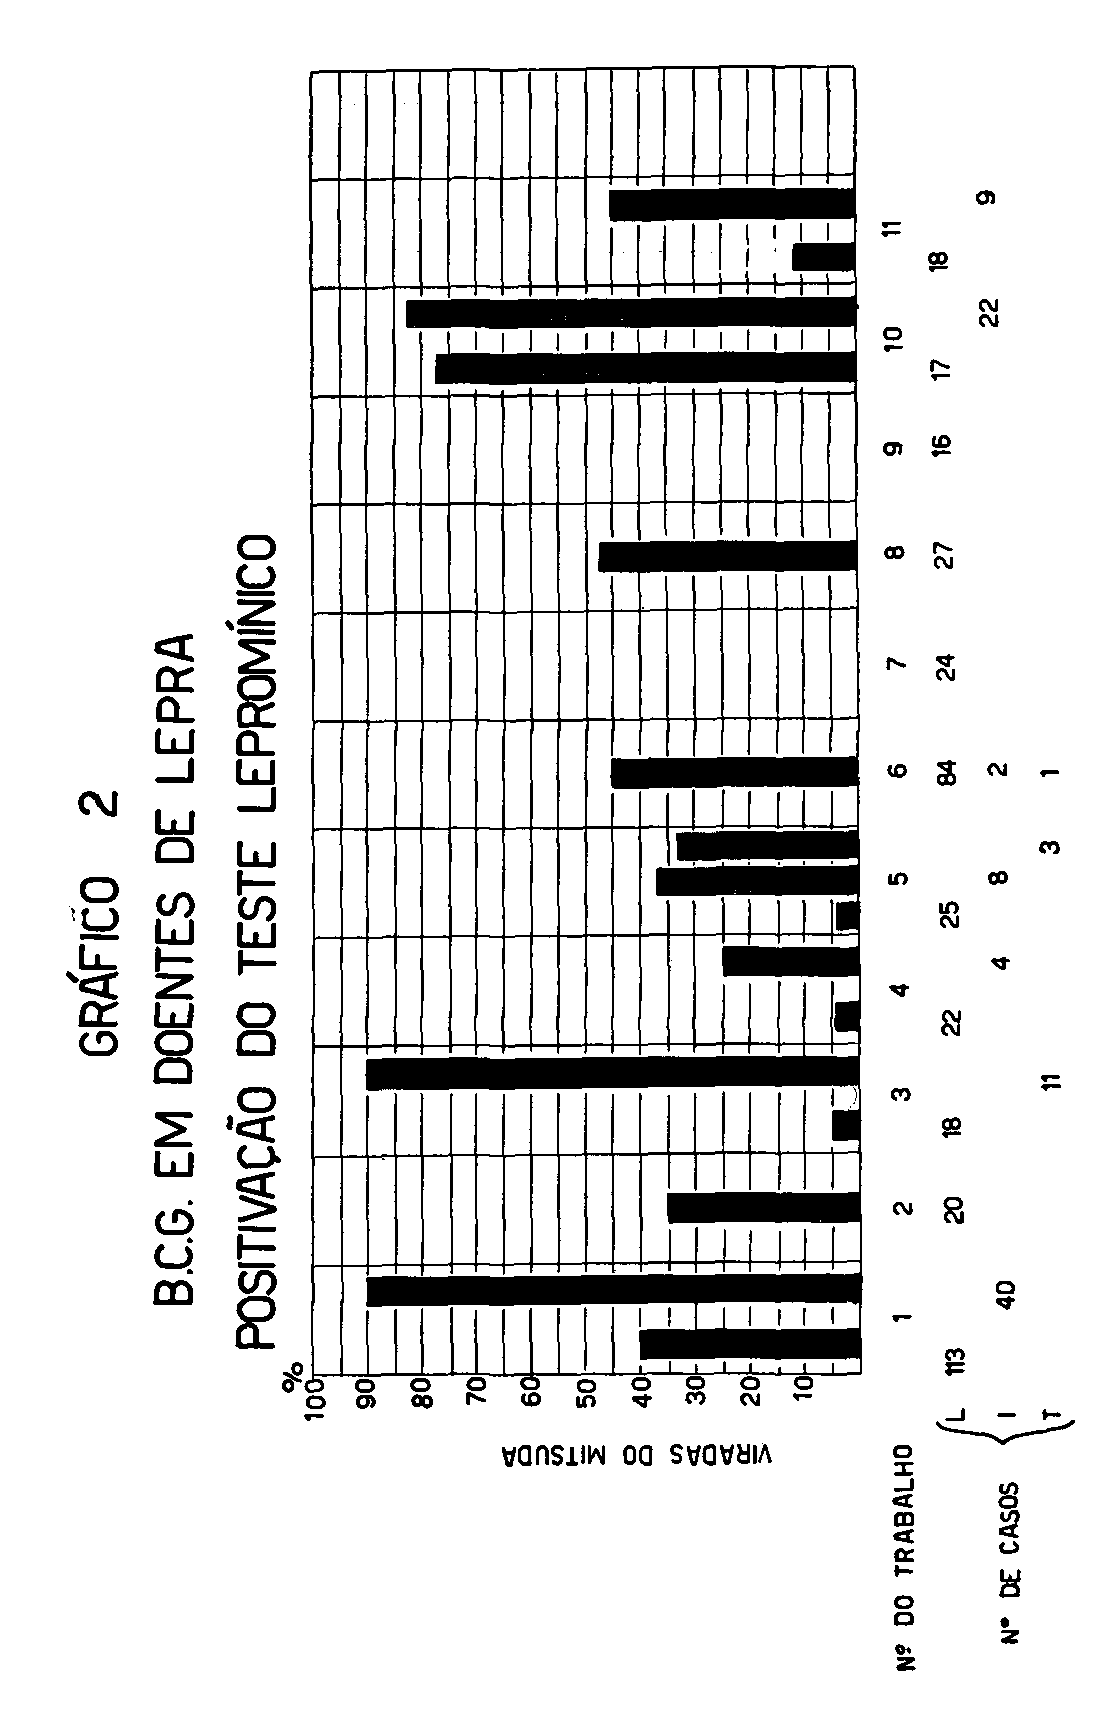 GRÁFICO 2
B.C.G. EM DOENTES DE LEPRA
POSITIVAÇÃO DO TESTE LEPROMÍNICO
%
100
90
80
70
60
50
40
30
20
10
VIRADAS DO MITSUDA
Nº DO TRABALHO 1 2 3 4 5 6 7 8 9 10 11
L 113 20 18 22 25 84 24 27 16 17 18
Nº DE CASOS I 40 4 8 2 22 9
T 11 3 1